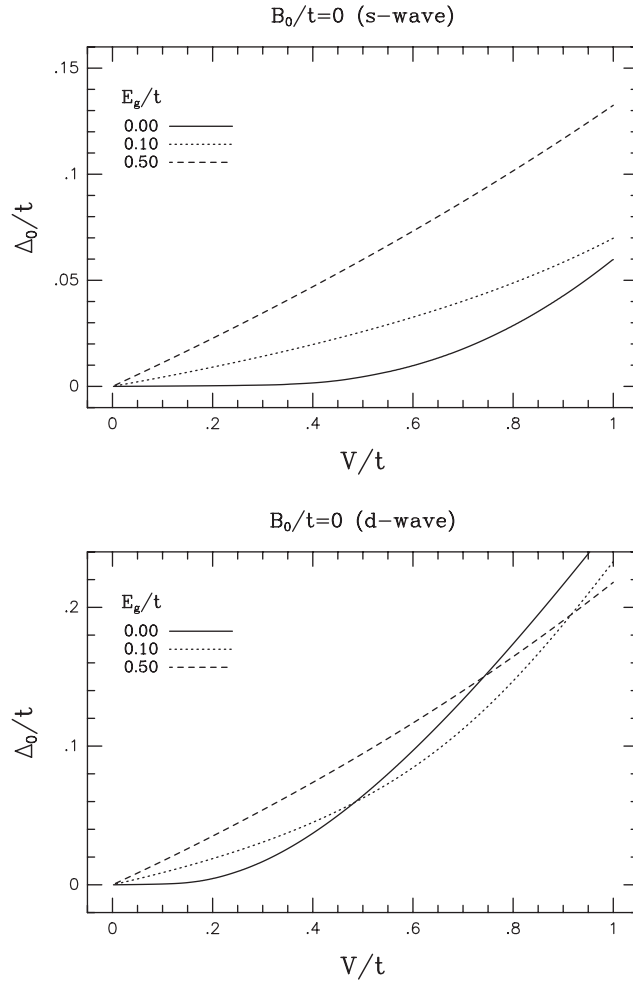 B₀/t=0 (s-wave)
.15
E_g/t
0.00
0.10
0.50
.1
Δ₀/t
.05
0
0 .2 .4 .6 .8 1
V/t
B₀/t=0 (d-wave)
E_g/t
.2
0.00
0.10
0.50
Δ₀/t
.1
0
0 .2 .4 .6 .8 1
V/t